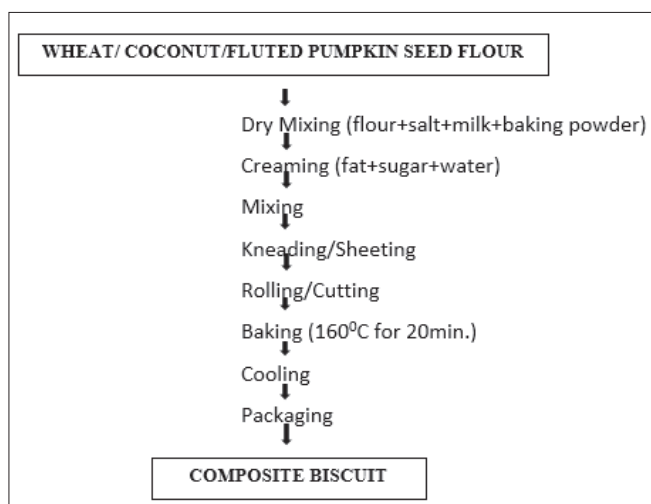 WHEAT/ COCONUT/FLUTED PUMPKIN SEED FLOUR
Dry Mixing (flour+salt+milk+baking powder)
Creaming (fat+sugar+water)
Mixing
Kneading/Sheeting
Rolling/Cutting
Baking (160⁰C for 20min.)
Cooling
Packaging
COMPOSITE BISCUIT